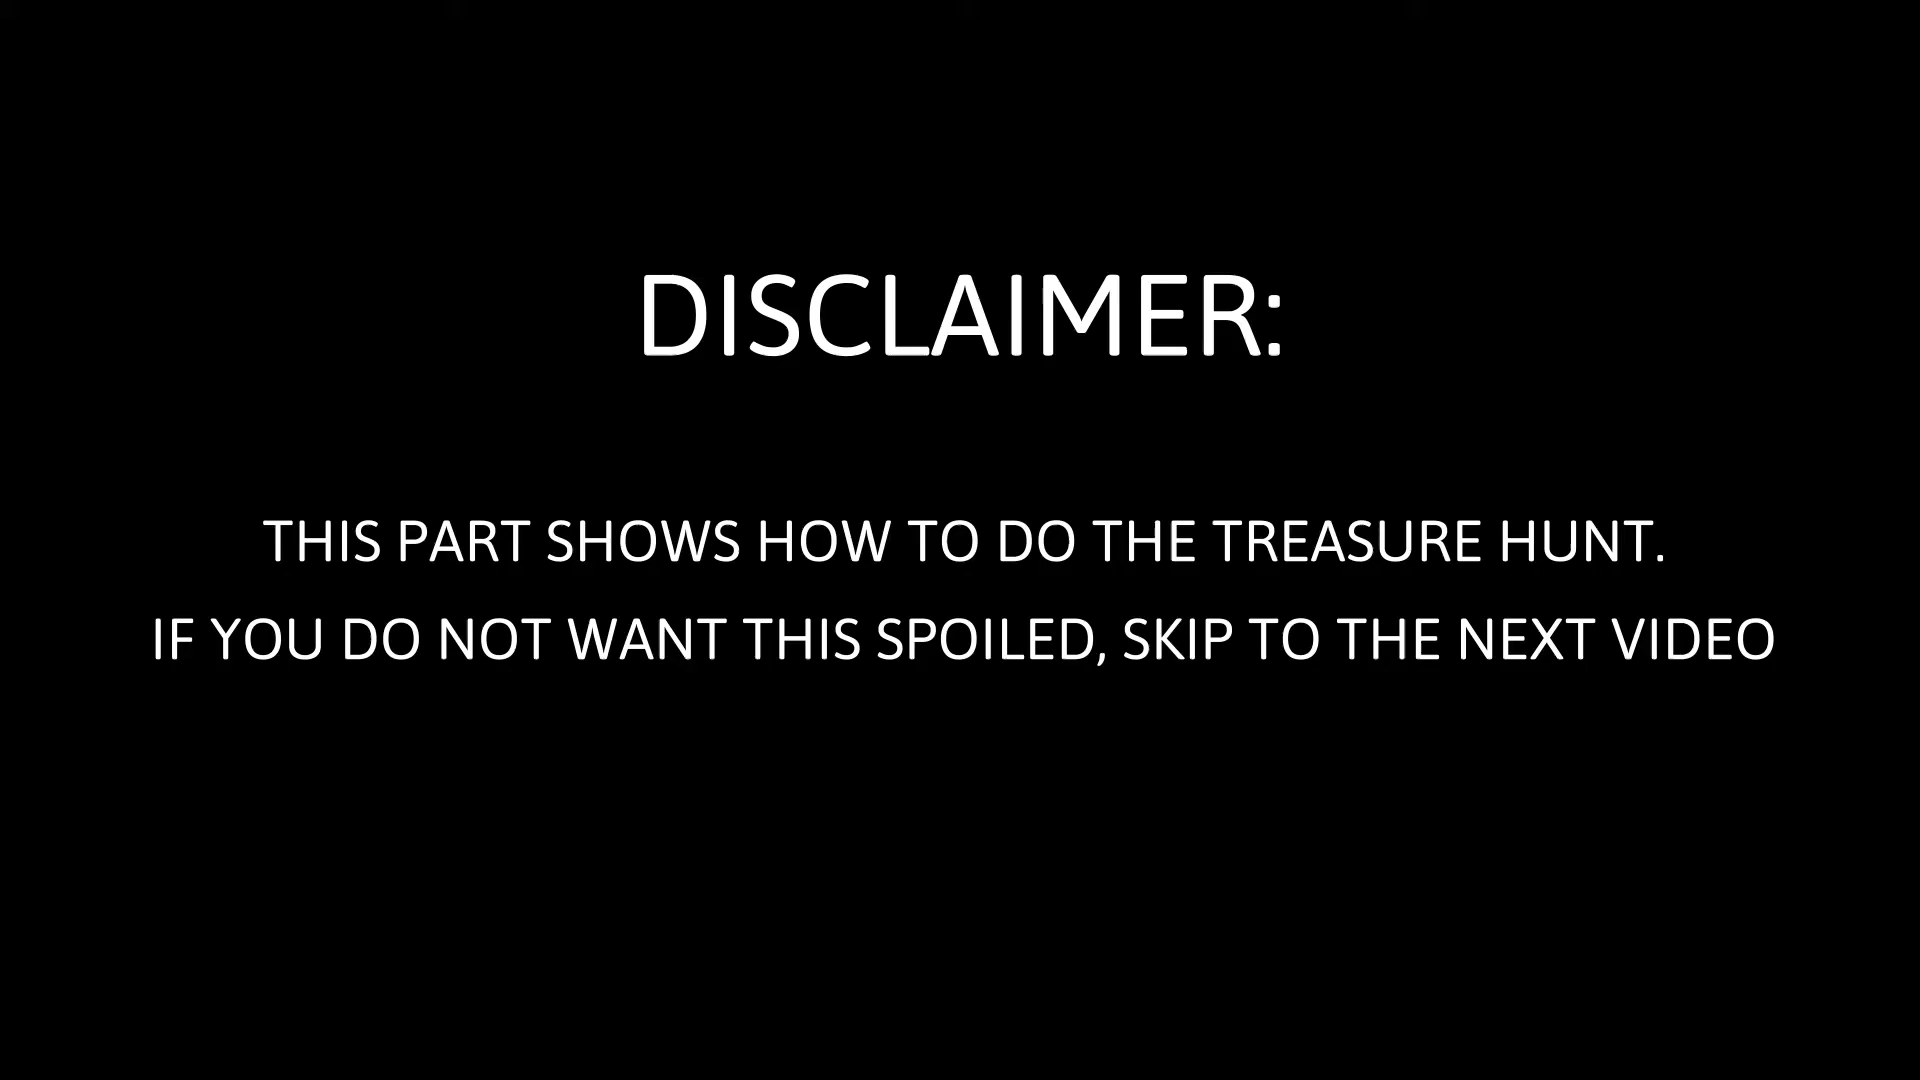 DISCLAIMER:
THIS PART SHOWS HOW TO DO THE TREASURE HUNT.
IF YOU DO NOT WANT THIS SPOILED, SKIP TO THE NEXT VIDEO